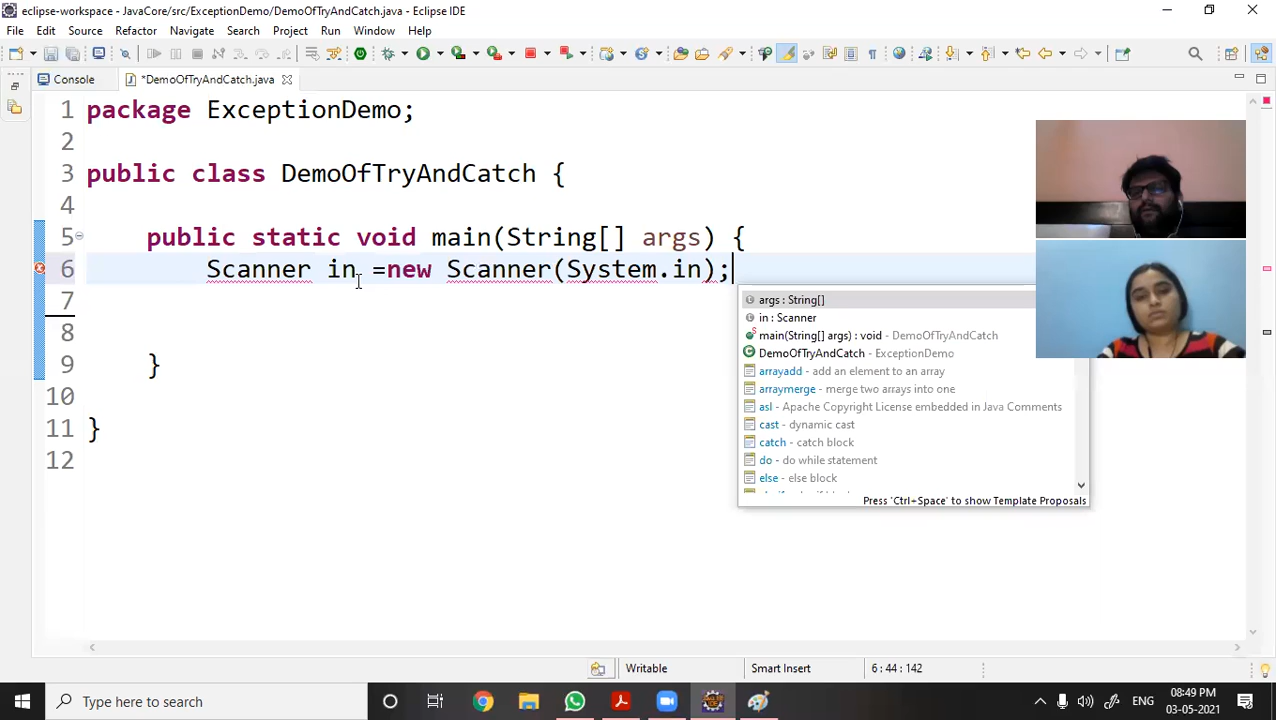 eclipse-workspace - JavaCore/src/ExceptionDemo/DemoOfTryAndCatch.java - Eclipse IDE
File Edit Source Refactor Navigate Search Project Run Window Help
Console *DemoOfTryAndCatch.java
1 package ExceptionDemo;
2
3 public class DemoOfTryAndCatch {
4
5 public static void main(String[] args) {
6 Scanner in =new Scanner(System.in);
7
8
9 }
10
11 }
12
args : String[]
in : Scanner
main(String[] args) : void - DemoOfTryAndCatch
DemoOfTryAndCatch - ExceptionDemo
arrayadd - add an element to an array
arraymerge - merge two arrays into one
asl - Apache Copyright License embedded in Java Comments
cast - dynamic cast
catch - catch block
do - do while statement
else - else block
Press 'Ctrl+Space' to show Template Proposals
Writable Smart Insert 6 : 44 : 142
Type here to search
ENG
08:49 PM
03-05-2021